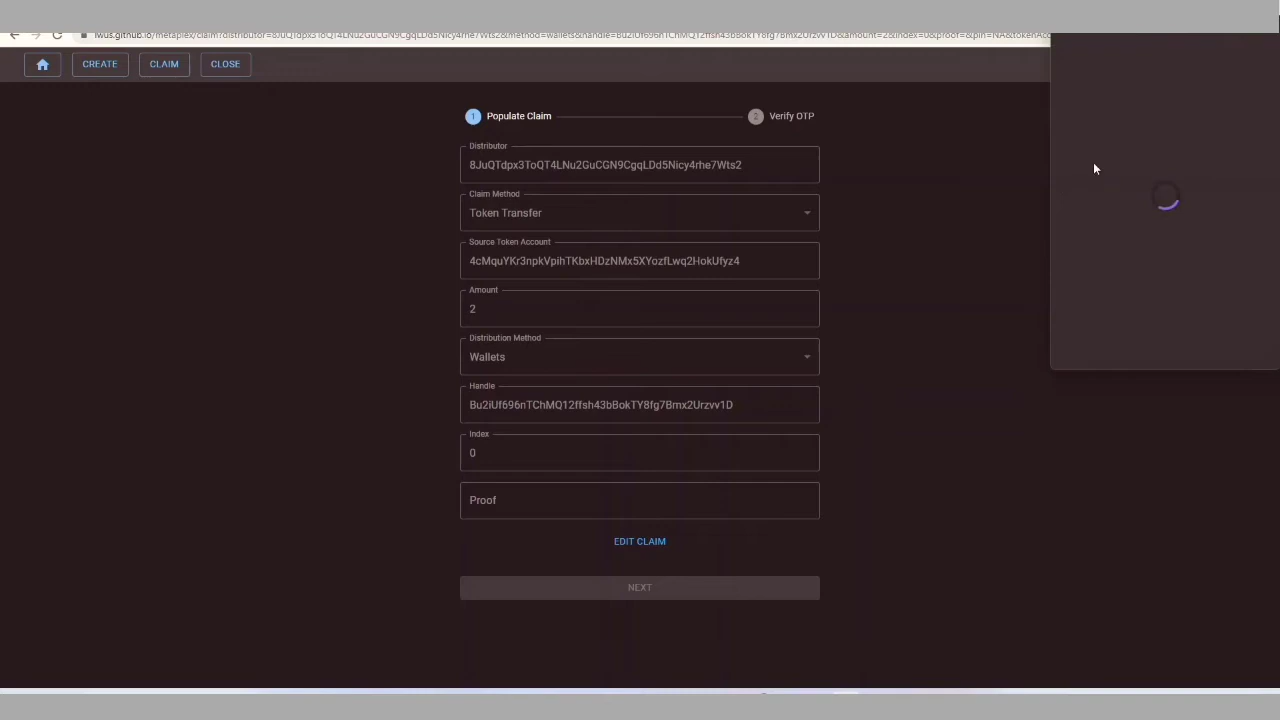 CREATE
CLAIM
CLOSE
1
Populate Claim
2
Verify OTP
Distributor
8JuQTdpx3ToQT4LNu2GuCGN9CgqLDd5Nicy4rhe7Wts2
Claim Method
Token Transfer
Source Token Account
4cMquYKr3npkVpihTKbxHDzNMx5XYozfLwq2HokUfyz4
Amount
2
Distribution Method
Wallets
Handle
Bu2iUf696nTChMQ12ffsh43bBokTY8fg7Bmx2Urzvv1D
Index
0
Proof
EDIT CLAIM
NEXT